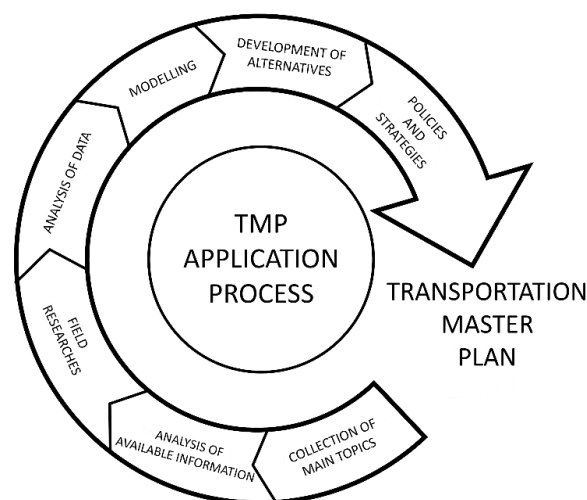 TMP
APPLICATION
PROCESS
COLLECTION OF
MAIN TOPICS
ANALYSIS OF
AVAILABLE INFORMATION
FIELD
RESEARCHES
ANALYSIS OF DATA
MODELLING
DEVELOPMENT OF
ALTERNATIVES
POLICIES
AND
STRATEGIES
TRANSPORTATION
MASTER
PLAN